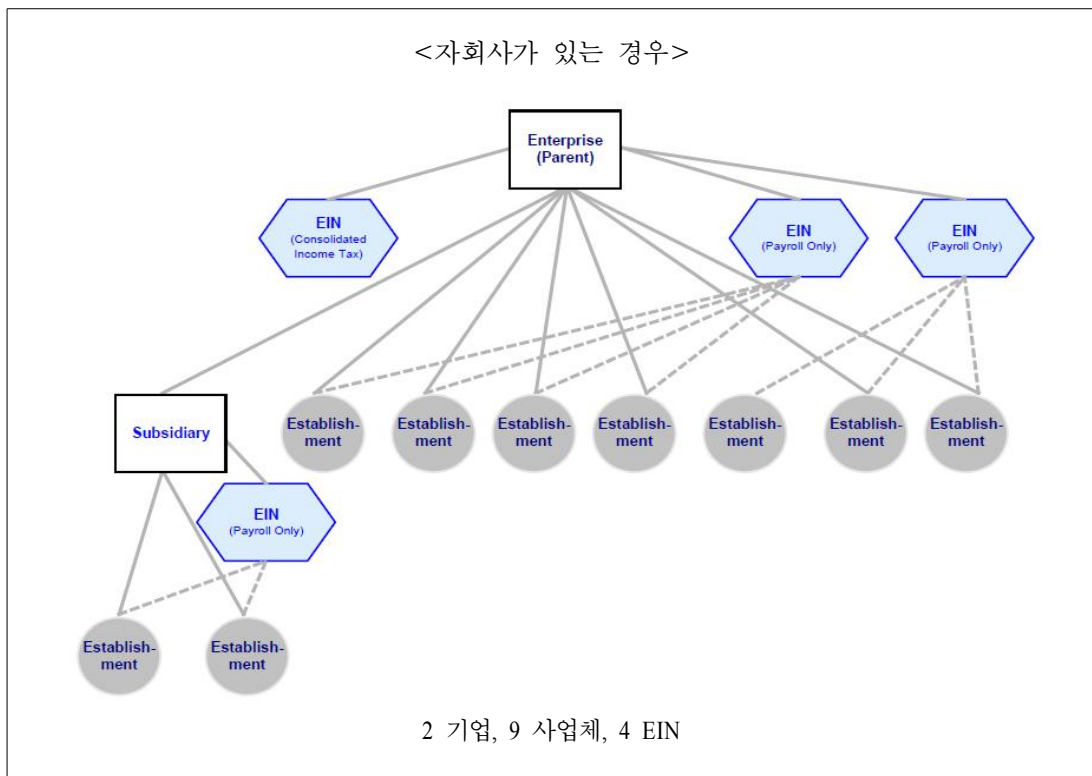 <자회사가 있는 경우>
Enterprise
(Parent)
EIN
(Consolidated
Income Tax)
EIN
(Payroll Only)
EIN
(Payroll Only)
Subsidiary
Establish-
ment
Establish-
ment
Establish-
ment
Establish-
ment
Establish-
ment
Establish-
ment
Establish-
ment
EIN
(Payroll Only)
Establish-
ment
Establish-
ment
2 기업, 9 사업체, 4 EIN